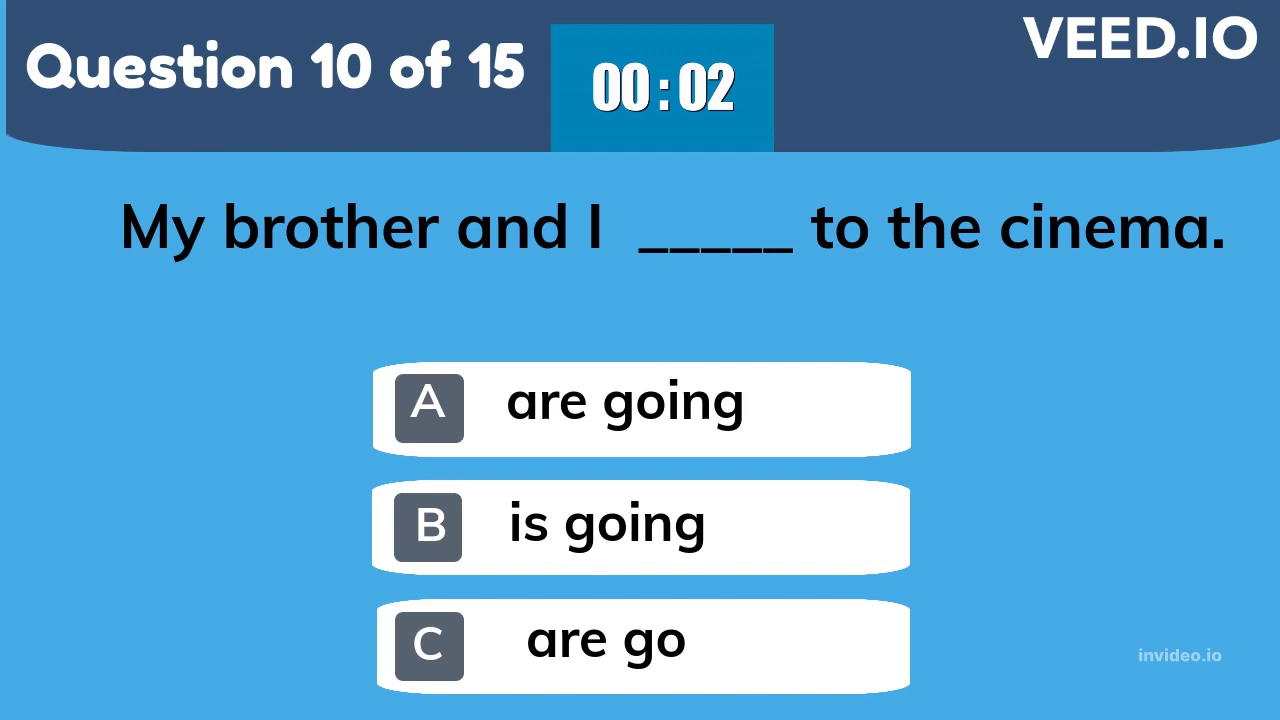 Question 10 of 15
00 : 02
VEED.IO
My brother and I _____ to the cinema.
A are going
B is going
C are go
invideo.io